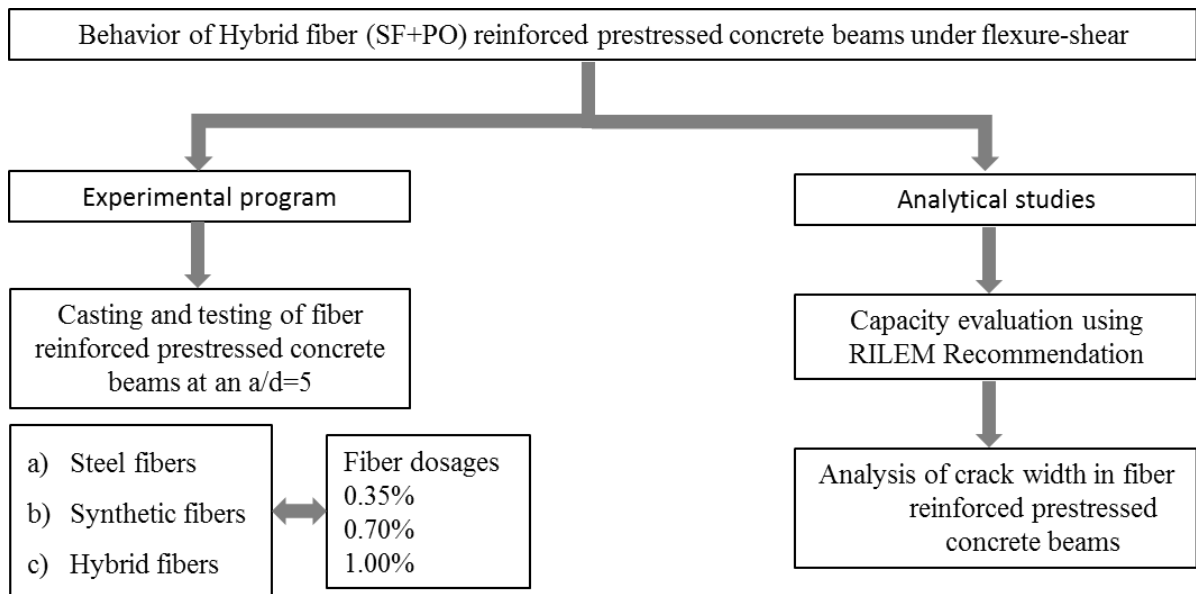 Behavior of Hybrid fiber (SF+PO) reinforced prestressed concrete beams under flexure-shear
Experimental program
Casting and testing of fiber
reinforced prestressed concrete
beams at an a/d=5
a) Steel fibers
b) Synthetic fibers
c) Hybrid fibers
Fiber dosages
0.35%
0.70%
1.00%
Analytical studies
Capacity evaluation using
RILEM Recommendation
Analysis of crack width in fiber
reinforced prestressed
concrete beams